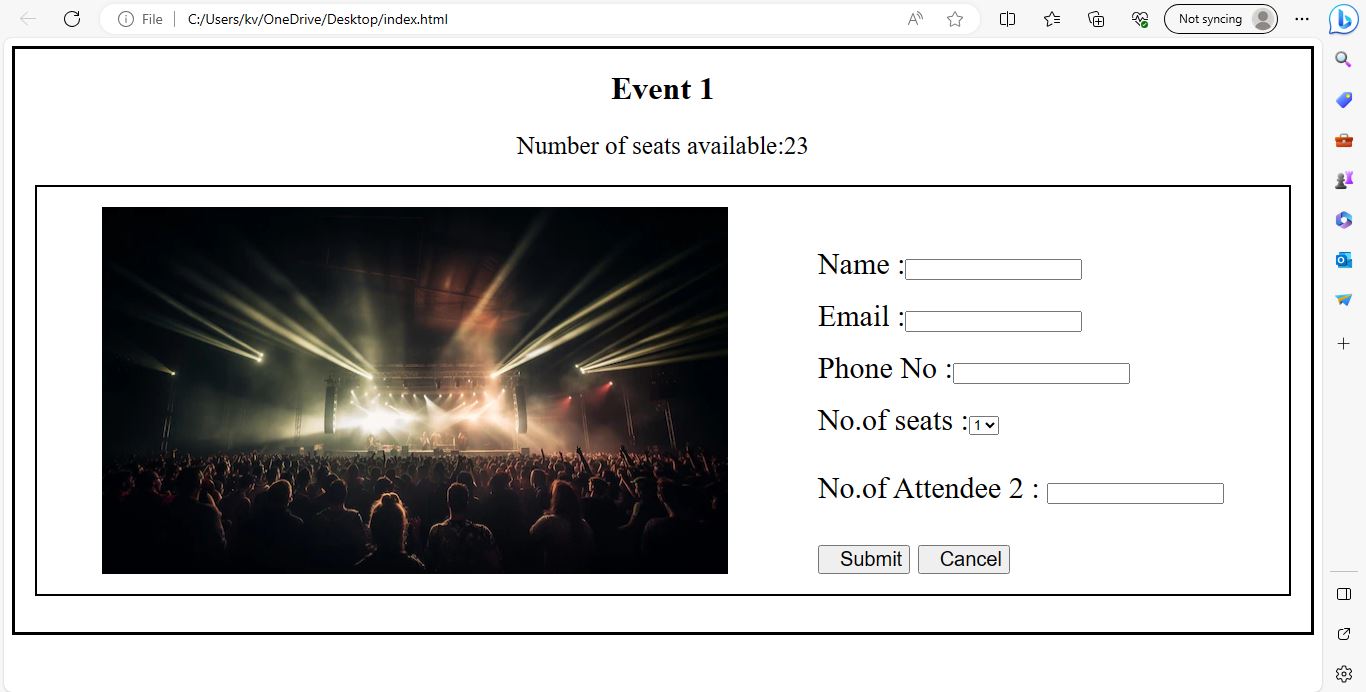 File C:/Users/kv/OneDrive/Desktop/index.html Not syncing
Event 1
Number of seats available:23
Name :
Email :
Phone No :
No.of seats : 1
No.of Attendee 2 :
Submit Cancel